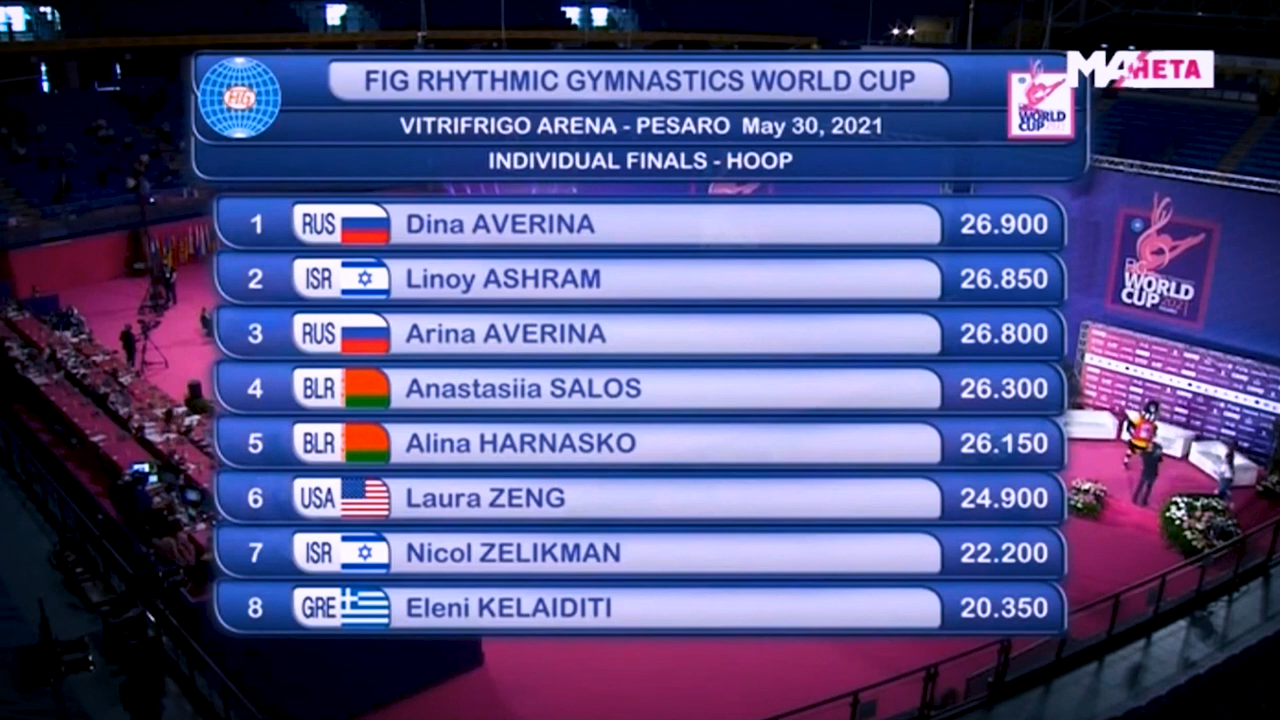 MA
НЕТА
FIG
FIG RHYTHMIC GYMNASTICS WORLD CUP
WORLD
CUP
VITRIFRIGO ARENA - PESARO May 30, 2021
INDIVIDUAL FINALS - HOOP
1 RUS Dina AVERINA 26.900
2 ISR Linoy ASHRAM 26.850
3 RUS Arina AVERINA 26.800
4 BLR Anastasiia SALOS 26.300
5 BLR Alina HARNASKO 26.150
6 USA Laura ZENG 24.900
7 ISR Nicol ZELIKMAN 22.200
8 GRE Eleni KELAIDITI 20.350
WORLD
CUP 2021